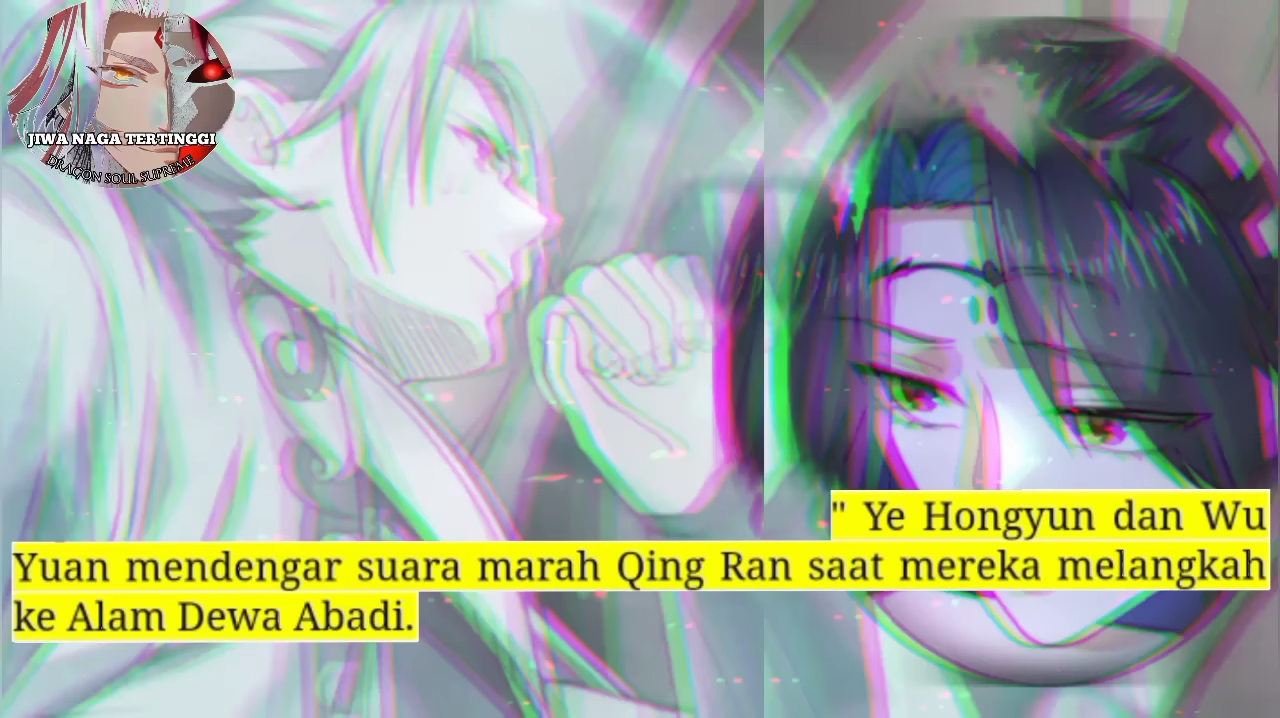 JIWA NAGA TERTINGGI
DRAGON SOUL SUPREME
" Ye Hongyun dan Wu
Yuan mendengar suara marah Qing Ran saat mereka melangkah
ke Alam Dewa Abadi.